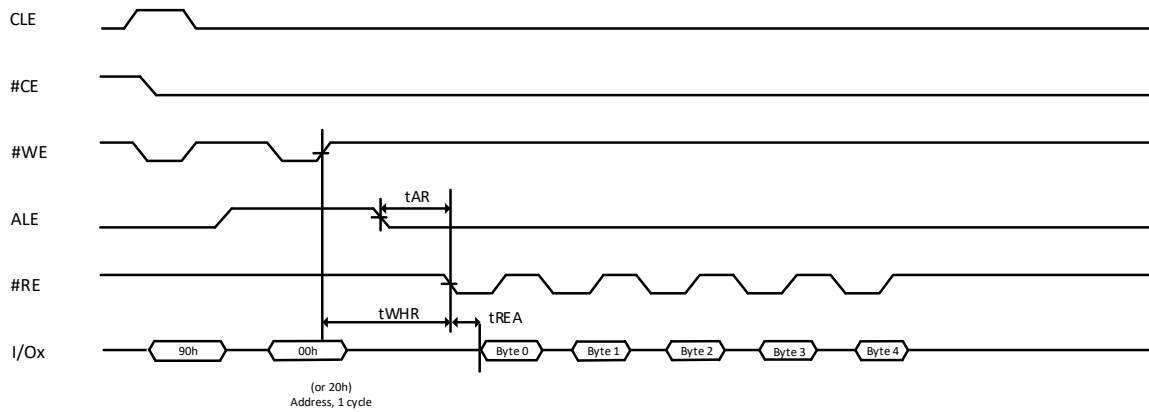 CLE
#CE
#WE
tAR
ALE
#RE
tWHR
tREA
I/Ox
90h
00h
Byte 0
Byte 1
Byte 2
Byte 3
Byte 4
(or 20h)
Address, 1 cycle